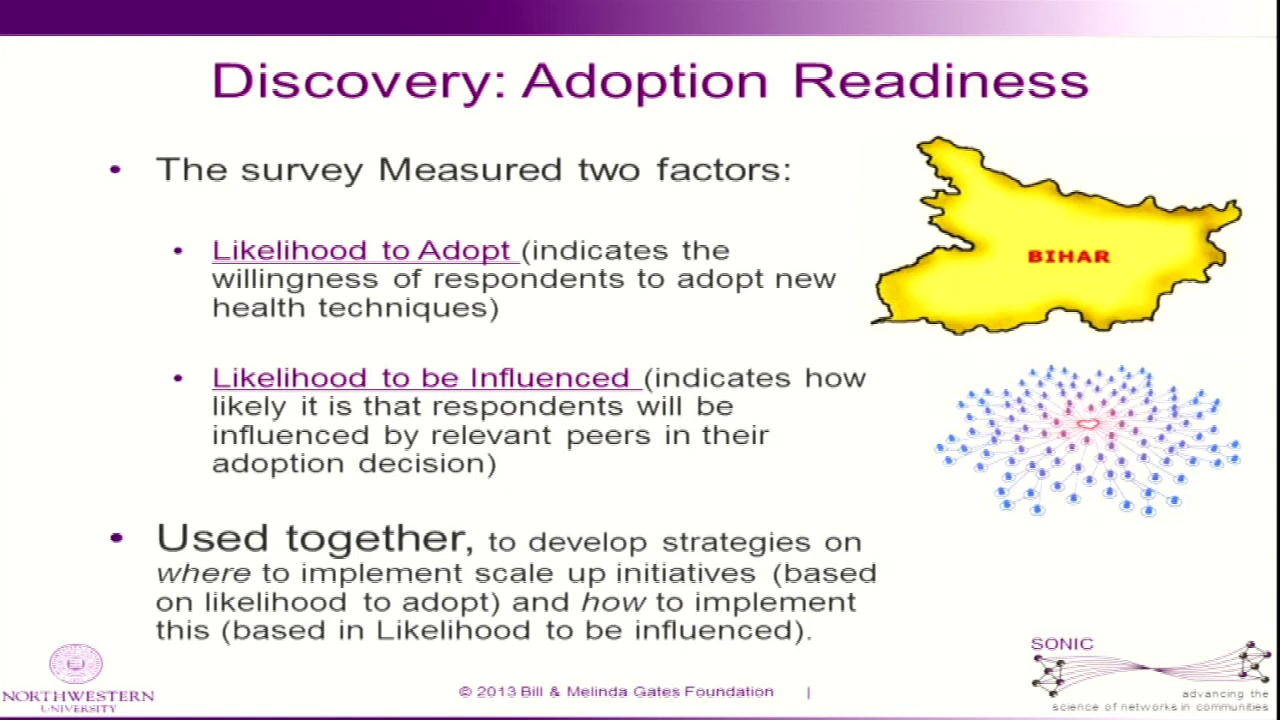 Discovery: Adoption Readiness
• The survey Measured two factors:
• Likelihood to Adopt (indicates the
willingness of respondents to adopt new
health techniques)
• Likelihood to be Influenced (indicates how
likely it is that respondents will be
influenced by relevant peers in their
adoption decision)
• Used together, to develop strategies on
where to implement scale up initiatives (based
on likelihood to adopt) and how to implement
this (based in Likelihood to be influenced).
BIHAR
NORTHWESTERN
UNIVERSITY
© 2013 Bill & Melinda Gates Foundation |
SONIC
advancing the
science of networks in communities